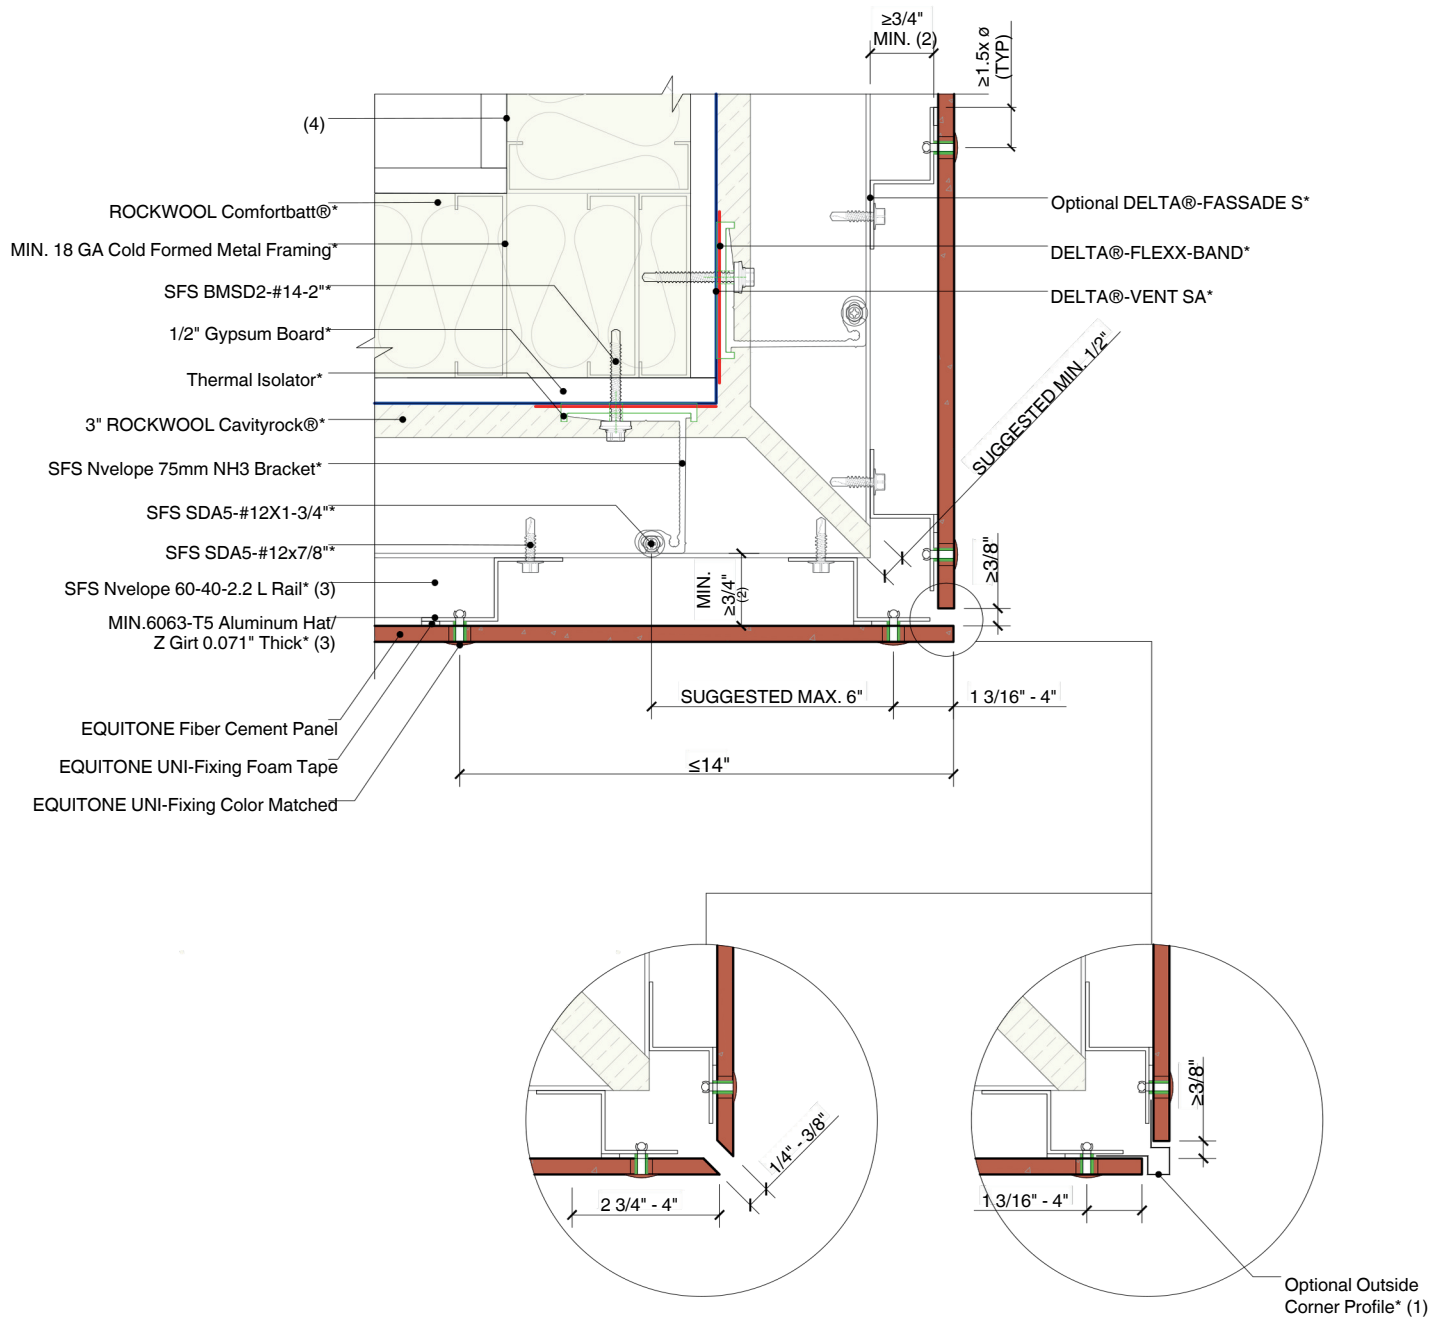 ≥3/4"
MIN. (2)
≥1.5x ø
(TYP)
(4)
ROCKWOOL Comfortbatt®*
MIN. 18 GA Cold Formed Metal Framing*
SFS BMSD2-#14-2"*
1/2" Gypsum Board*
Thermal Isolator*
3" ROCKWOOL Cavityrock®*
SFS Nvelope 75mm NH3 Bracket*
SFS SDA5-#12X1-3/4"*
SFS SDA5-#12x7/8"*
SFS Nvelope 60-40-2.2 L Rail* (3)
MIN.6063-T5 Aluminum Hat/
Z Girt 0.071" Thick* (3)
EQUITONE Fiber Cement Panel
EQUITONE UNI-Fixing Foam Tape
EQUITONE UNI-Fixing Color Matched
Optional DELTA®-FASSADE S*
DELTA®-FLEXX-BAND*
DELTA®-VENT SA*
SUGGESTED MIN. 1/2"
≥3/8"
MIN.
≥3/4"
(2)
SUGGESTED MAX. 6"
1 3/16" - 4"
≤14"
1/4" - 3/8"
2 3/4" - 4"
≥3/8"
1 3/16" - 4"
Optional Outside
Corner Profile* (1)